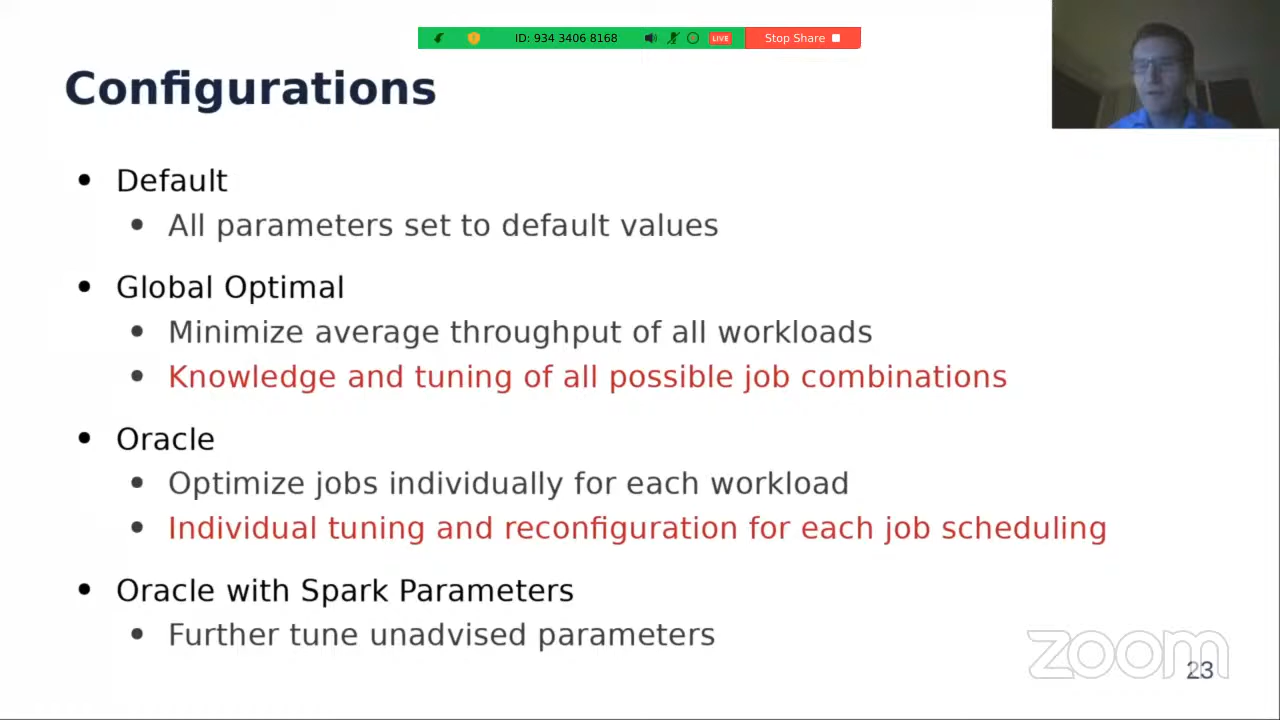 ID: 934 3406 8168
LIVE
Stop Share
Configurations
Default
All parameters set to default values
Global Optimal
Minimize average throughput of all workloads
Knowledge and tuning of all possible job combinations
Oracle
Optimize jobs individually for each workload
Individual tuning and reconfiguration for each job scheduling
Oracle with Spark Parameters
Further tune unadvised parameters
zoom
23